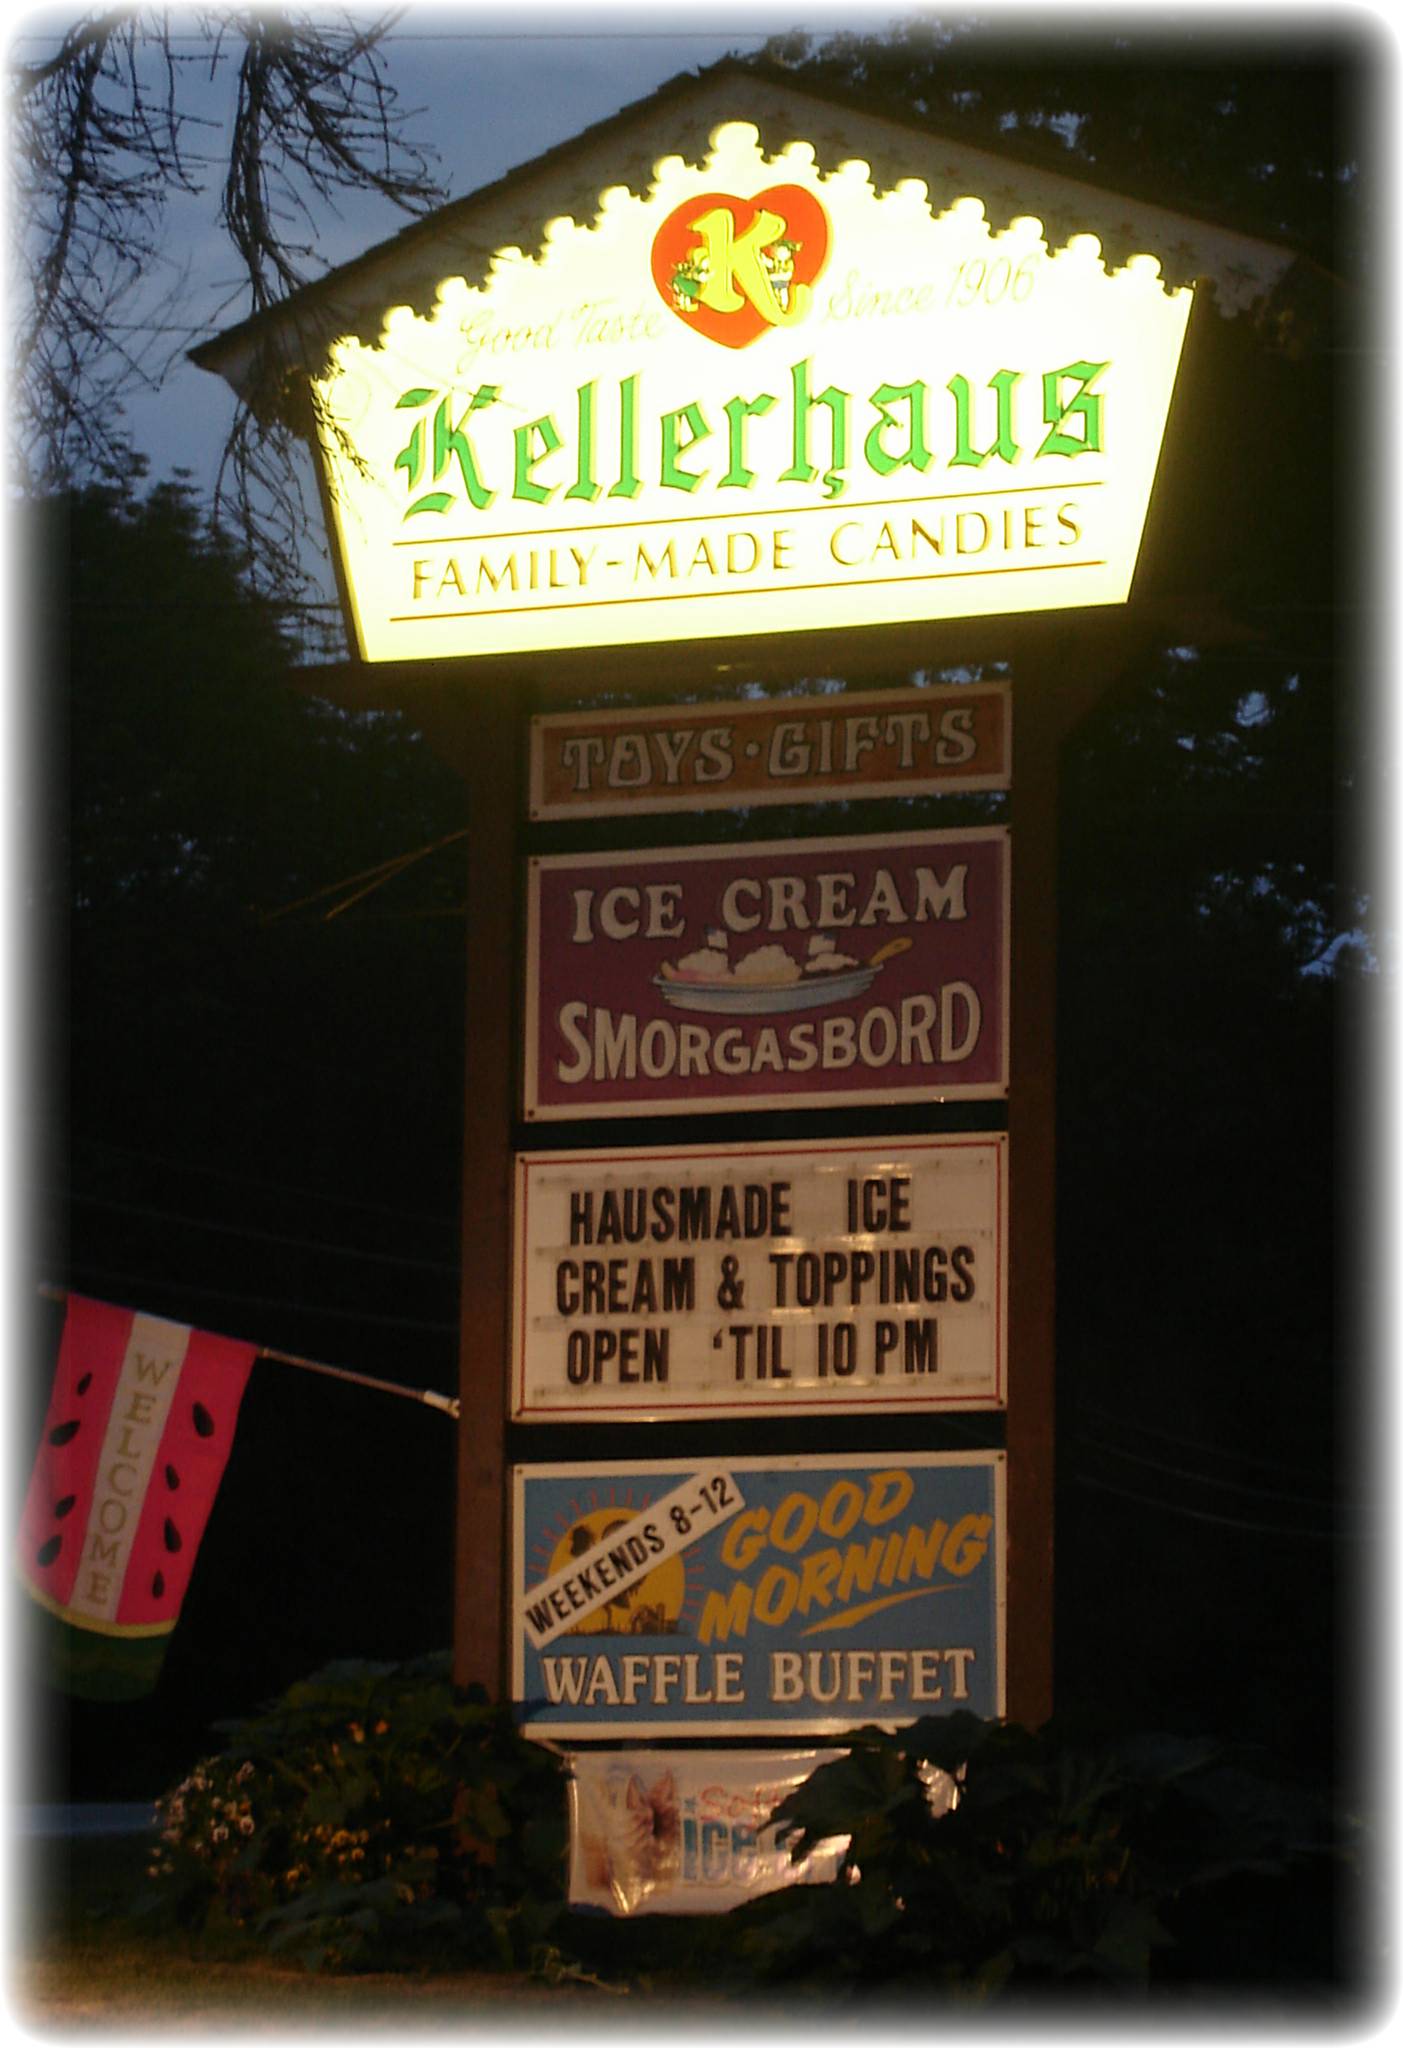 K
Good Taste Since 1906
Kellerhaus
FAMILY-MADE CANDIES
TOYS · GIFTS
ICE CREAM
SMORGASBORD
HAUSMADE ICE
CREAM & TOPPINGS
OPEN 'TIL 10 PM
WELCOME
WEEKENDS 8-12
GOOD
MORNING
WAFFLE BUFFET
ice